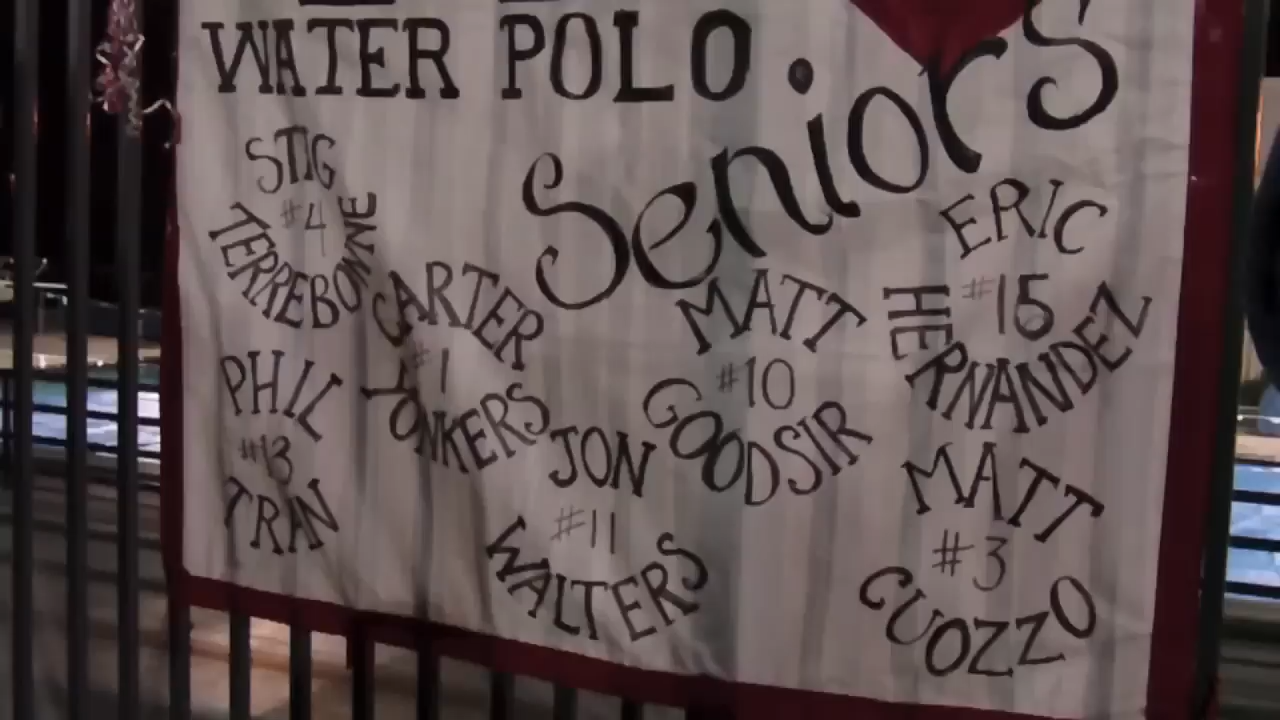 WATER POLO
Seniors
STIG
#4
TERREBONNE
CARTER
#1
YONKERS
MATT
#10
GOODSIR
ERIC
#15
HERNANDEZ
PHIL
#13
TRAN
JON
#11
WALTERS
MATT
#3
CUOZZO